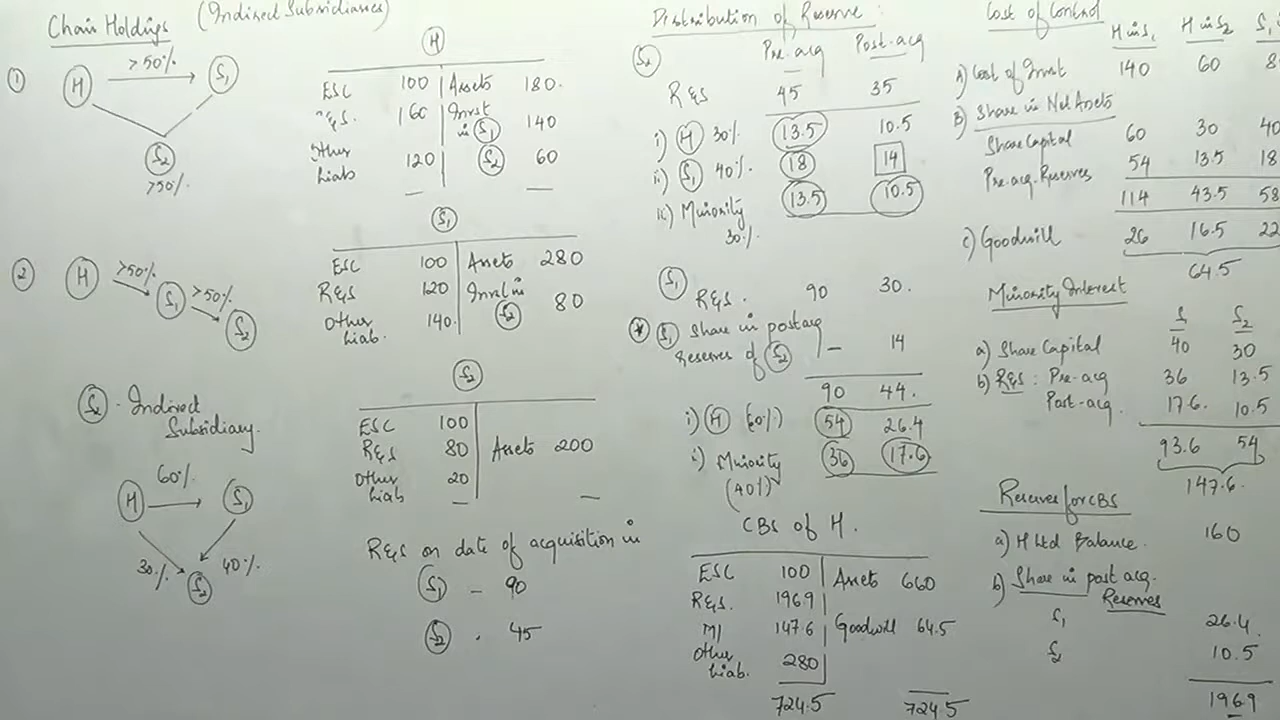 Chain Holdings (Indirect Subsidiaries)
① H >50% S₁
S₂
>50%
② H >50% S₁ >50% S₂
S₂ - Indirect
Subsidiary.
H 60% S₁
30% S₂ 40%
H
ESC 100 Assets 180.
R&S. 160 Invst in S₁ 140
Other Liab 120 S₂ 60
S₁
ESC 100 Assets 280
R&S 120 Invst in S₂ 80
Other Liab. 140.
S₂
ESC 100
R&S 80 Assets 200
Other Liab 20
R&S on date of acquisition in
S₁ - 90
S₂ . 45
Distribution of Reserve:
S₂ Pre-acq Post-acq
R&S 45 35
i) H 30% 13.5 10.5
ii) S₁ 40%. 18 14
iii) Minority 13.5 10.5
30%.
S₁
R&S. 90 30.
* S₁ Share in postacq
Reserves of S₂ - 14
90 44.
i) H (60%) 54 26.4
Minority 36 17.6
(40%)
CBS of H.
ESC 100 Assets 660
R&S. 1969
MI 147.6 Goodwill 64.5
Other Liab. 280
724.5 724.5
Cost of Control
H in S₁ H in S₂ S₁
A) Cost of Invst 140 60 8
B) Share in Net Assets
Share Capital 60 30 40
Pre-acq. Reserves 54 13.5 18
114 43.5 58
c) Goodwill 26 16.5 22
64.5
Minority Interest
S₁ S₂
a) Share Capital 40 30
b) R&S: Pre-acq 36 13.5
Post-acq. 17.6. 10.5
93.6 54
147.6.
Reserves for CBS
a) H Ltd Balance. 160
b) Share in post acq.
Reserves
S₁ 26.4.
S₂ 10.5
1969